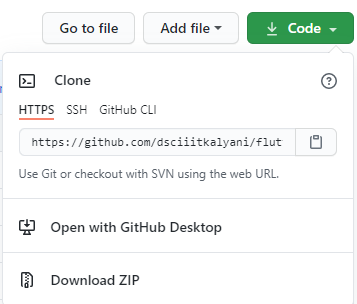 Go to file Add file Code
Clone
HTTPS SSH GitHub CLI
https://github.com/dsciiitkalyani/flut
Use Git or checkout with SVN using the web URL.
Open with GitHub Desktop
Download ZIP